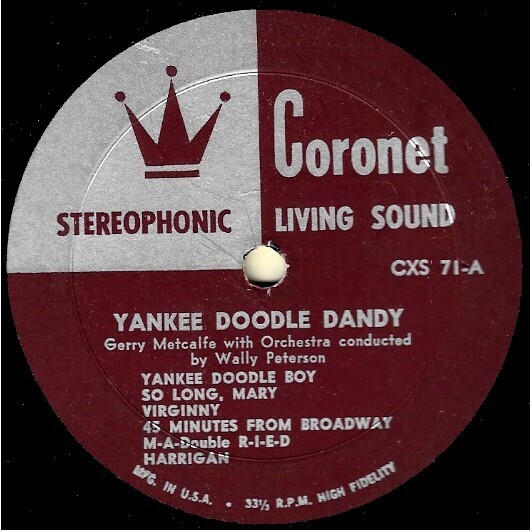 Coronet
STEREOPHONIC
LIVING SOUND
CXS 71-A
YANKEE DOODLE DANDY
Gerry Metcalfe with Orchestra conducted
by Wally Peterson
YANKEE DOODLE BOY
SO LONG, MARY
VIRGINNY
45 MINUTES FROM BROADWAY
M-A-Double R-I-E-D
HARRIGAN
MFG. IN U.S.A. • 33⅓ R.P.M. HIGH FIDELITY